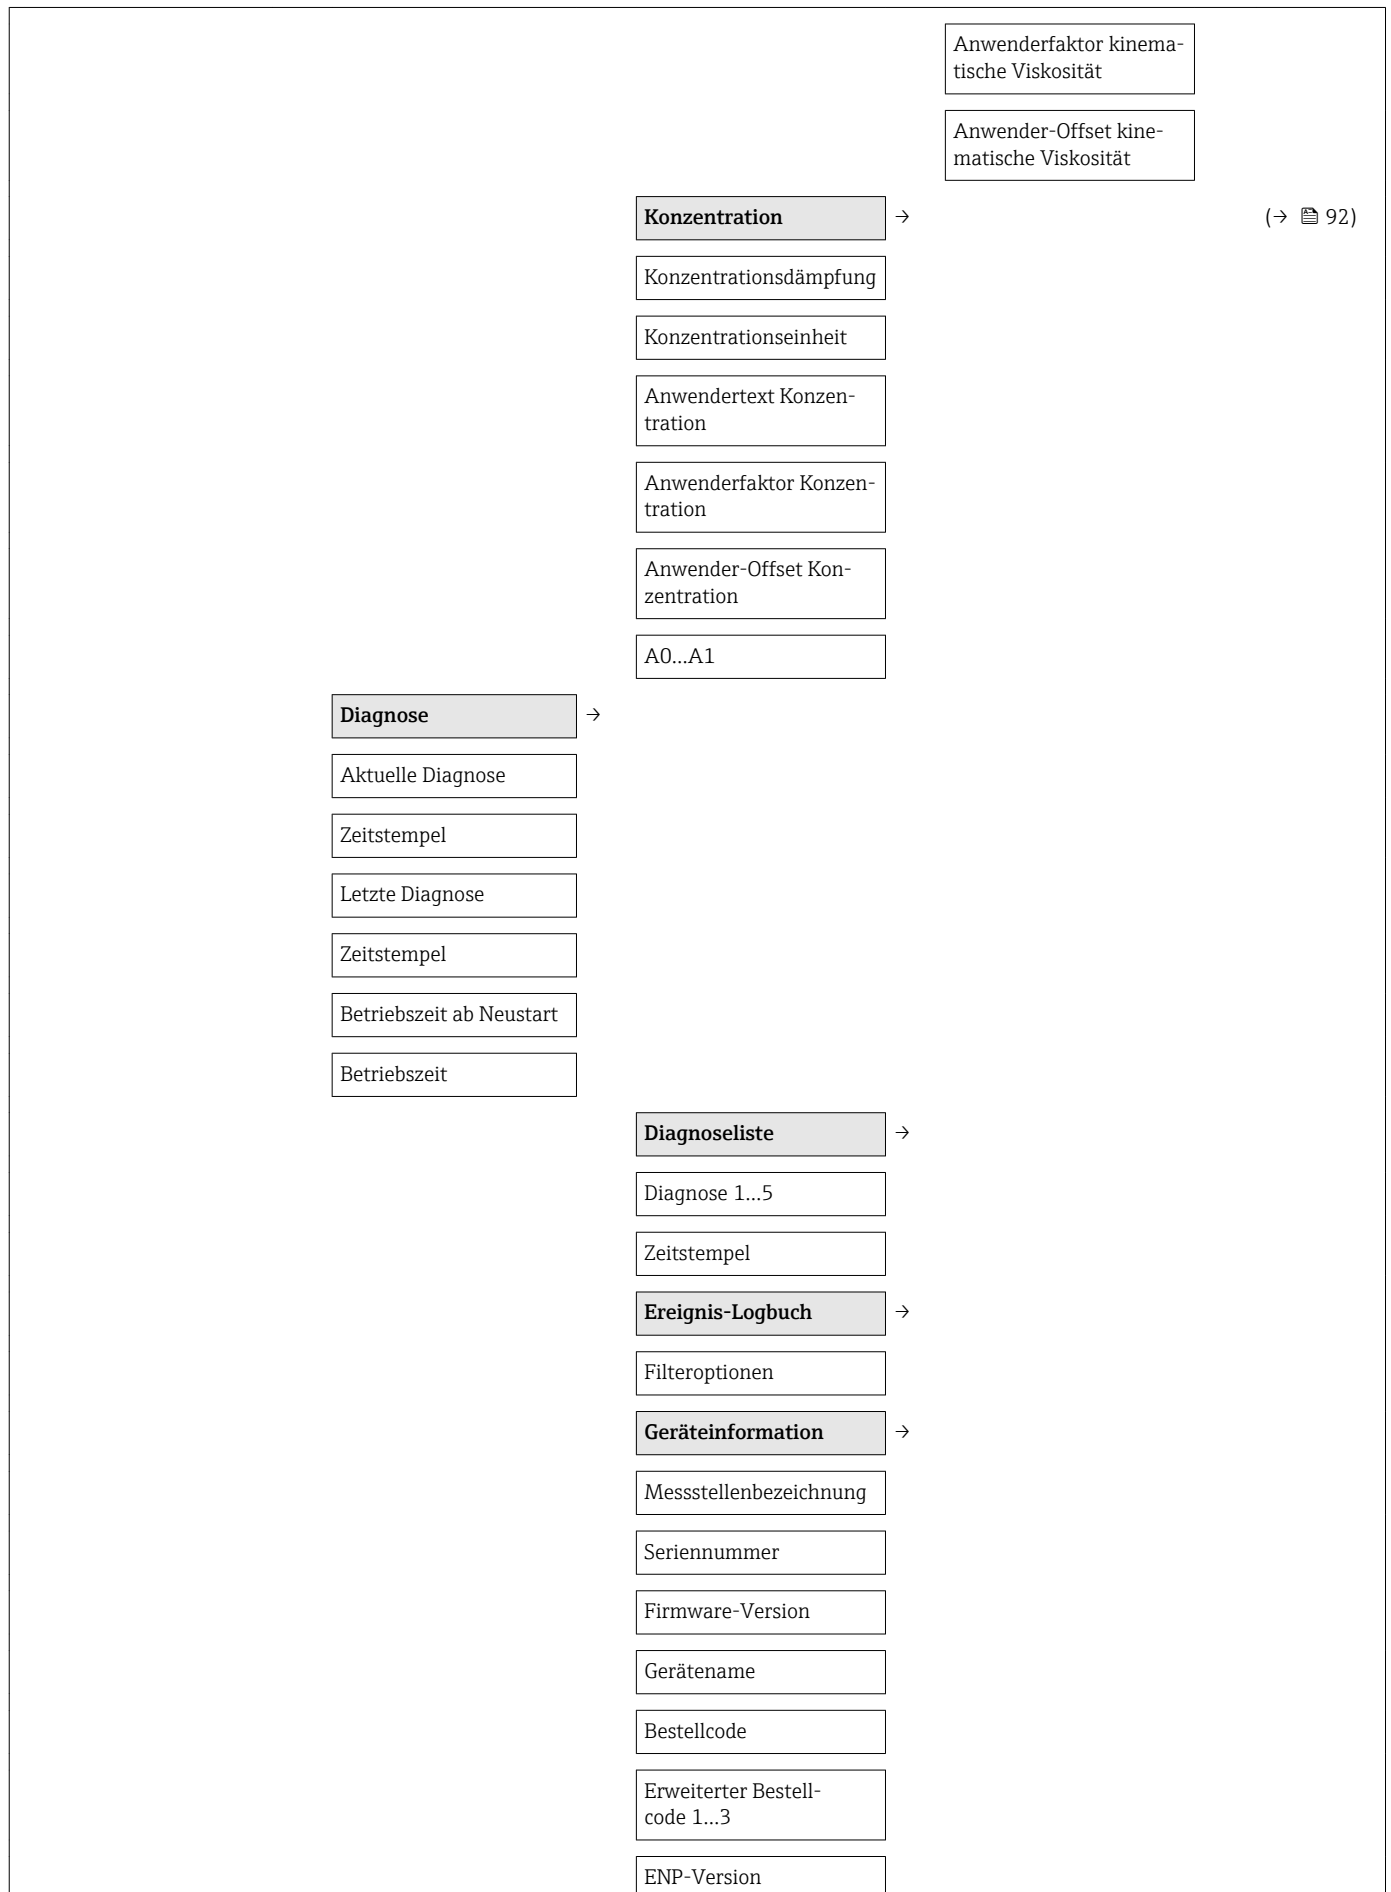 Anwenderfaktor kinema-
tische Viskosität
Anwender-Offset kine-
matische Viskosität
Konzentration → (→ 🖹 92)
Konzentrationsdämpfung
Konzentrationseinheit
Anwendertext Konzen-
tration
Anwenderfaktor Konzen-
tration
Anwender-Offset Kon-
zentration
A0...A1
Diagnose →
Aktuelle Diagnose
Zeitstempel
Letzte Diagnose
Zeitstempel
Betriebszeit ab Neustart
Betriebszeit
Diagnoseliste →
Diagnose 1...5
Zeitstempel
Ereignis-Logbuch →
Filteroptionen
Geräteinformation →
Messstellenbezeichnung
Seriennummer
Firmware-Version
Gerätename
Bestellcode
Erweiterter Bestell-
code 1...3
ENP-Version